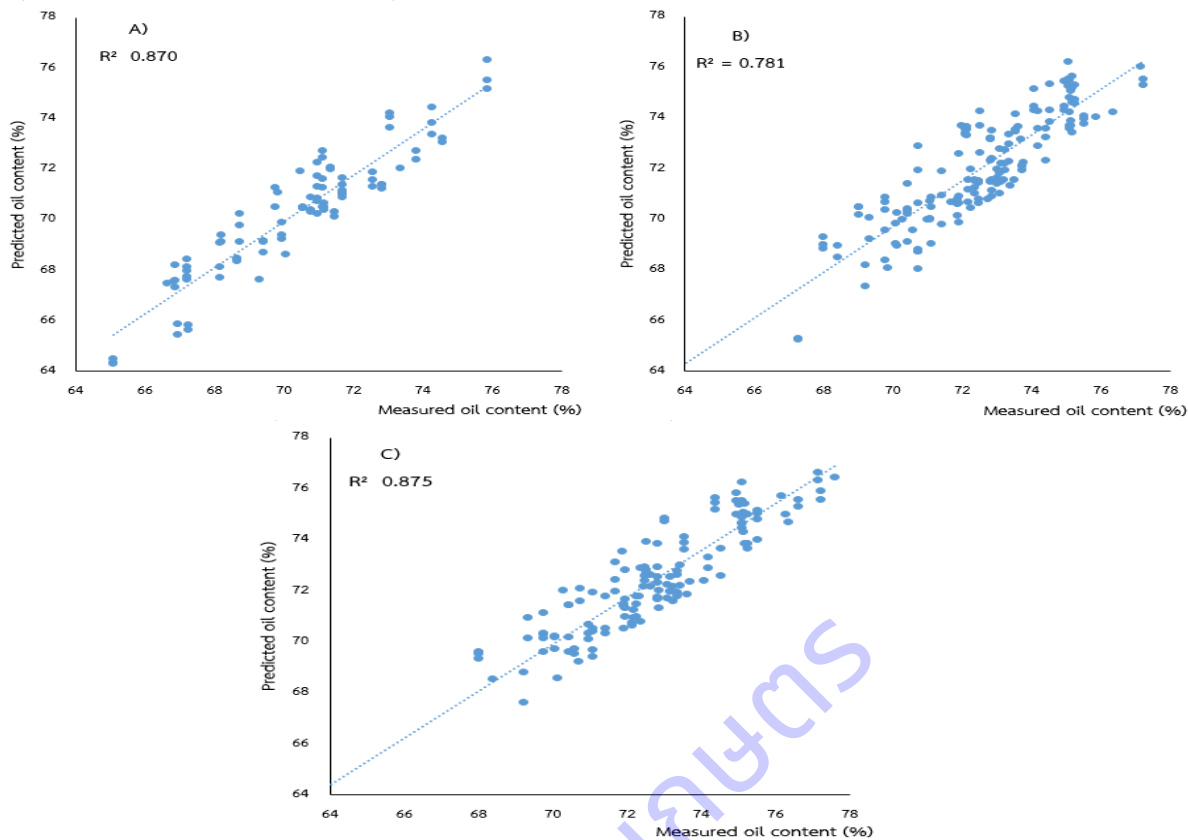 A)
R² 0.870
78
76
74
72
70
68
66
64
Predicted oil content (%)
64 66 68 70 72 74 76 78
Measured oil content (%)
B)
R² = 0.781
78
76
74
72
70
68
66
64
Predicted oil content (%)
64 66 68 70 72 74 76 78
Measured oil content (%)
C)
R² 0.875
78
76
74
72
70
68
66
64
Predicted oil content (%)
64 66 68 70 72 74 76 78
Measured oil content (%)